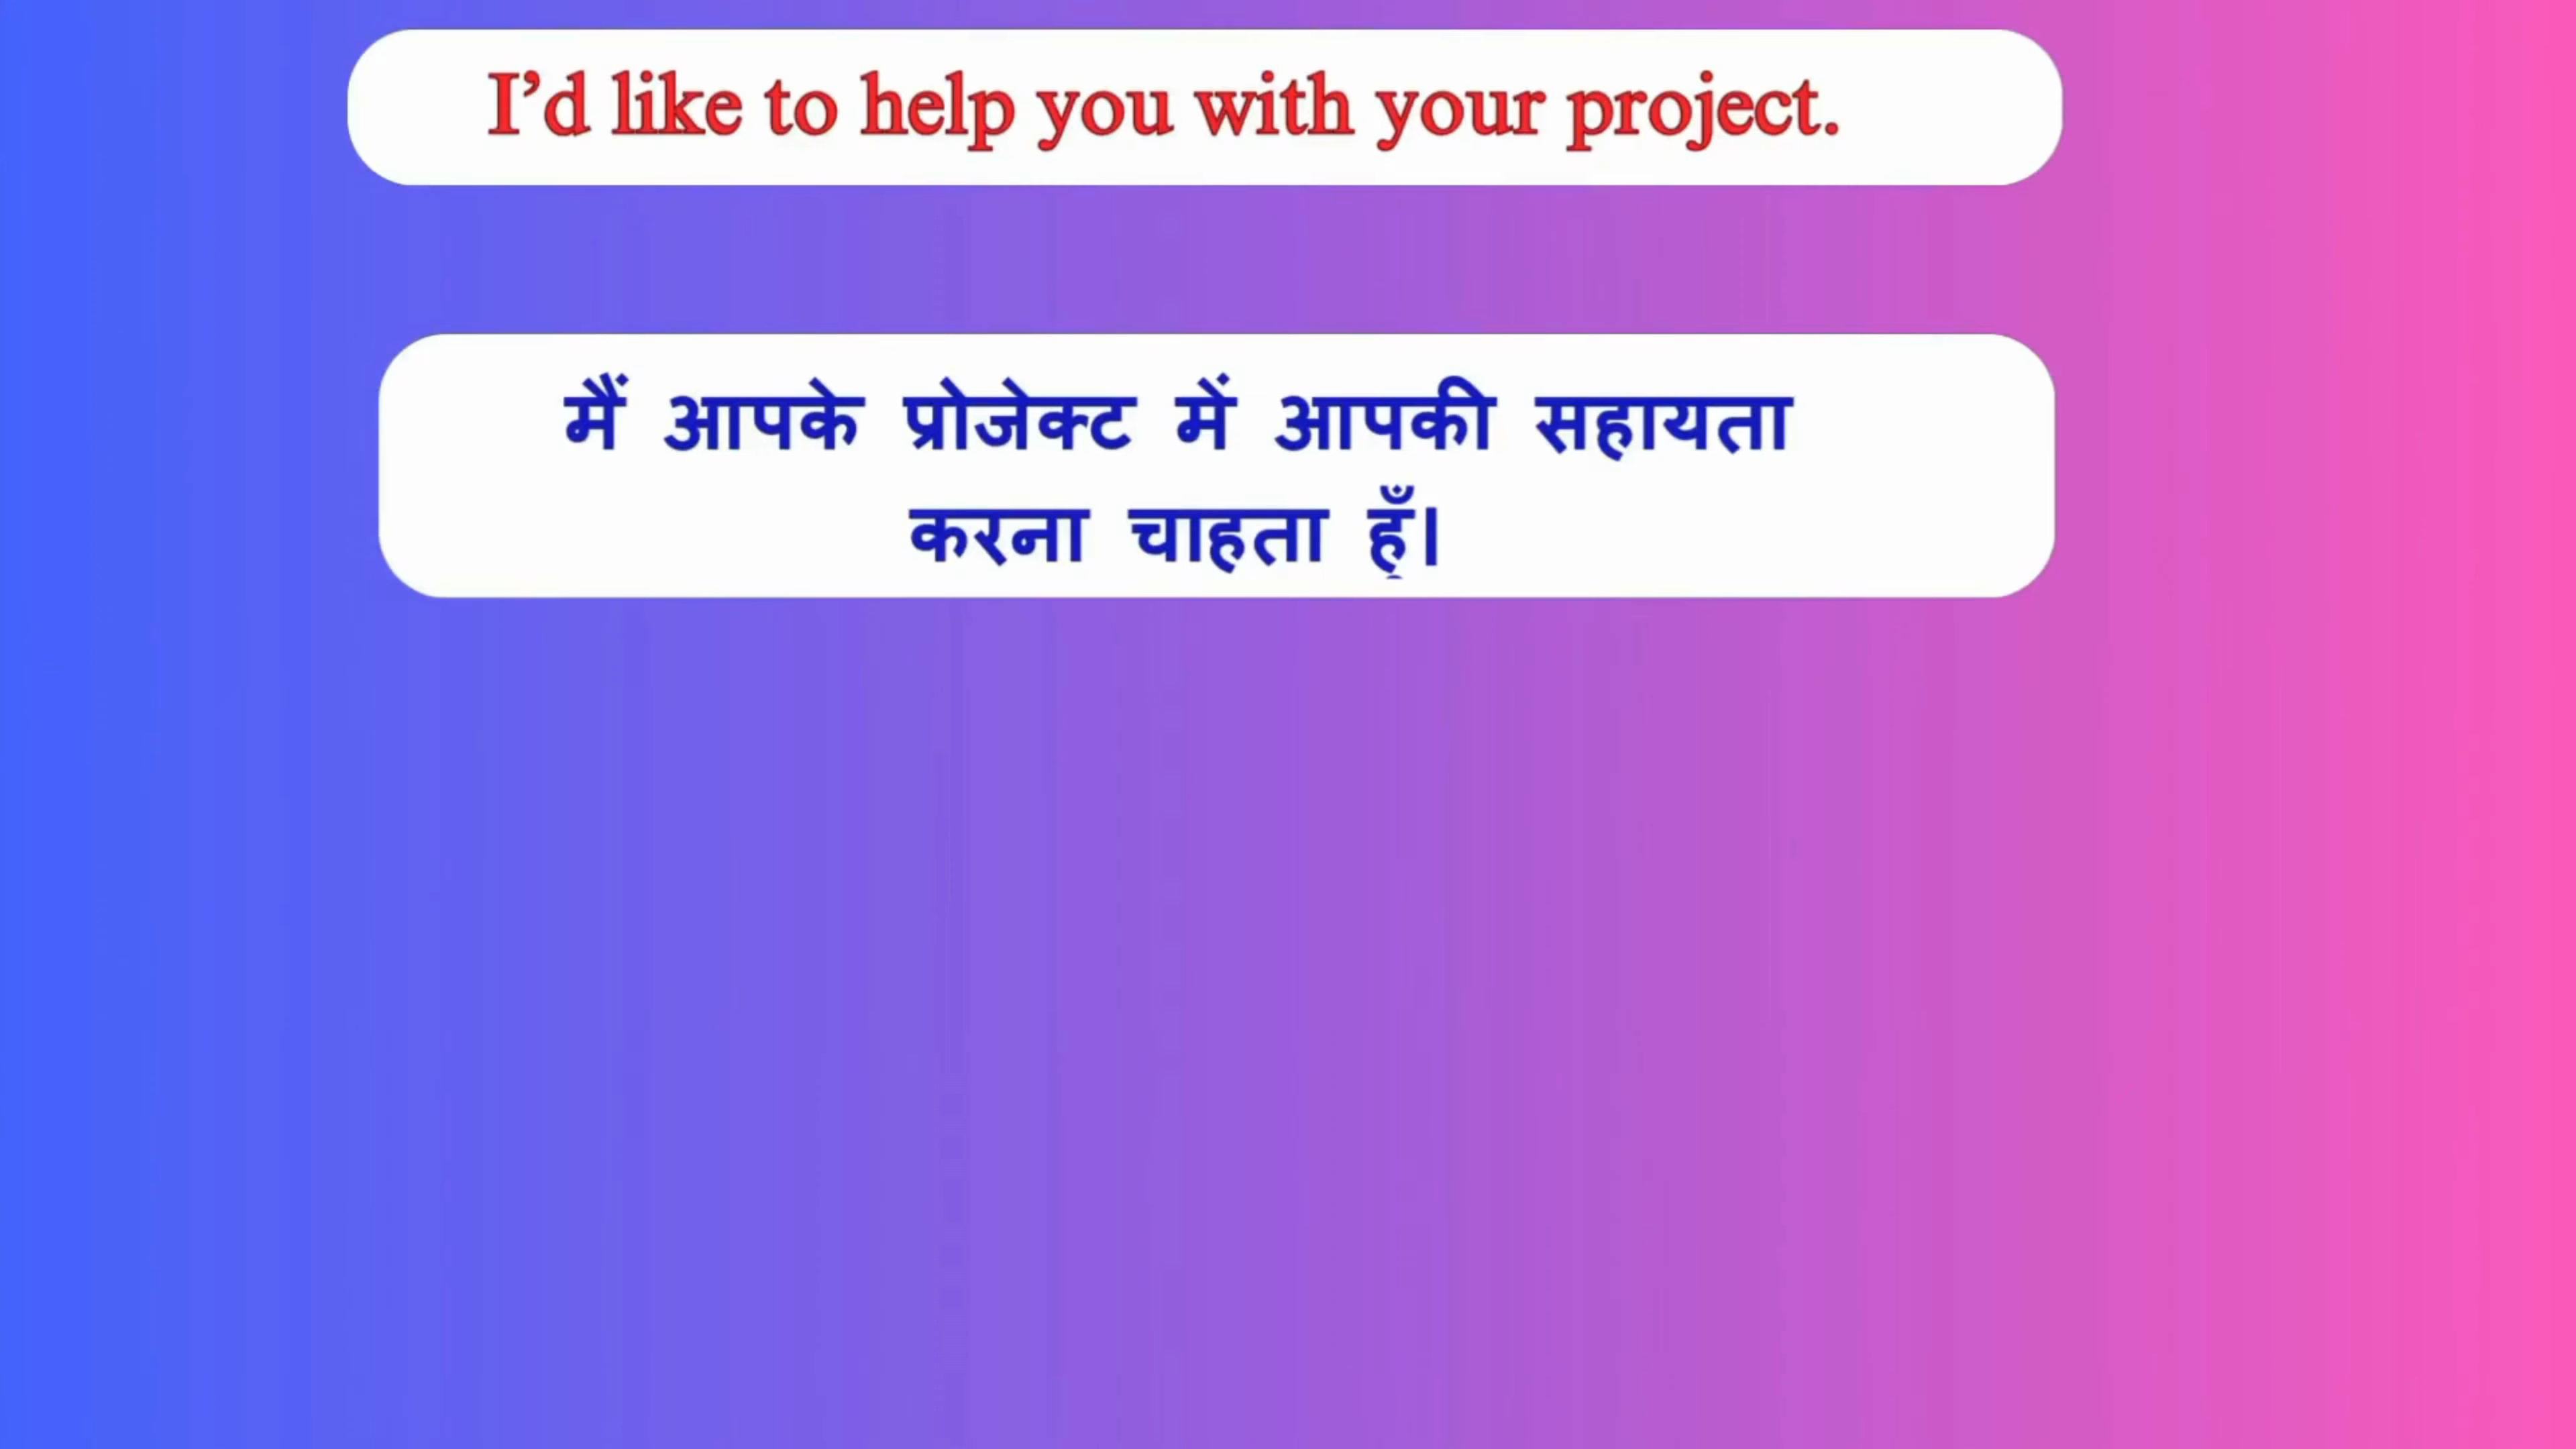 I’d like to help you with your project.
मैं आपके प्रोजेक्ट में आपकी सहायता
करना चाहता हूँ।